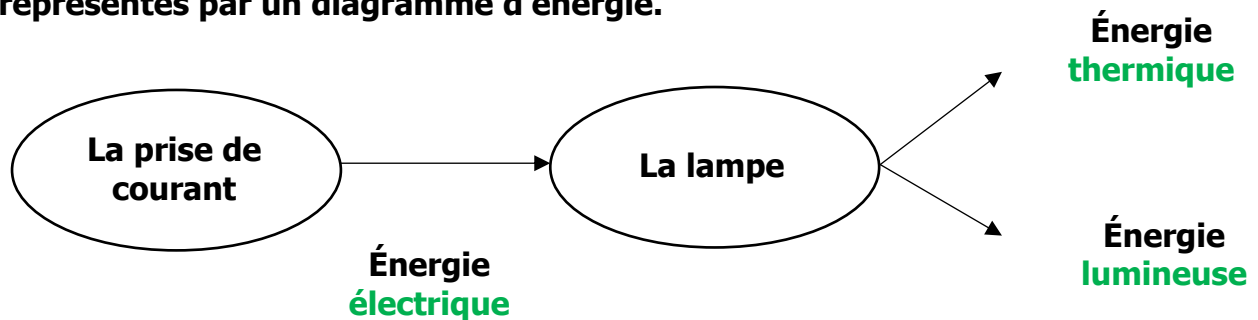 représentés par un diagramme d'énergie.
La prise de
courant
Énergie
électrique
La lampe
Énergie
thermique
Énergie
lumineuse